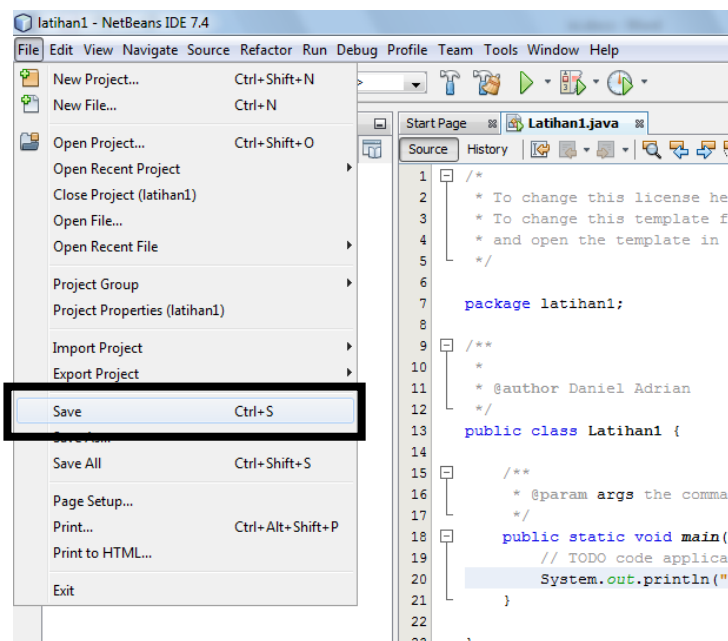 latihan1 - NetBeans IDE 7.4
File Edit View Navigate Source Refactor Run Debug Profile Team Tools Window Help
New Project... Ctrl+Shift+N
New File... Ctrl+N
Open Project... Ctrl+Shift+O
Open Recent Project
Close Project (latihan1)
Open File...
Open Recent File
Project Group
Project Properties (latihan1)
Import Project
Export Project
Save Ctrl+S
Save As...
Save All Ctrl+Shift+S
Page Setup...
Print... Ctrl+Alt+Shift+P
Print to HTML...
Exit
Start Page Latihan1.java
Source History
1 /*
2 * To change this license he
3 * To change this template f
4 * and open the template in
5 */
6
7 package latihan1;
8
9 /**
10 *
11 * @author Daniel Adrian
12 */
13 public class Latihan1 {
14
15 /**
16 * @param args the comma
17 */
18 public static void main(
19 // TODO code applica
20 System.out.println("
21 }
22